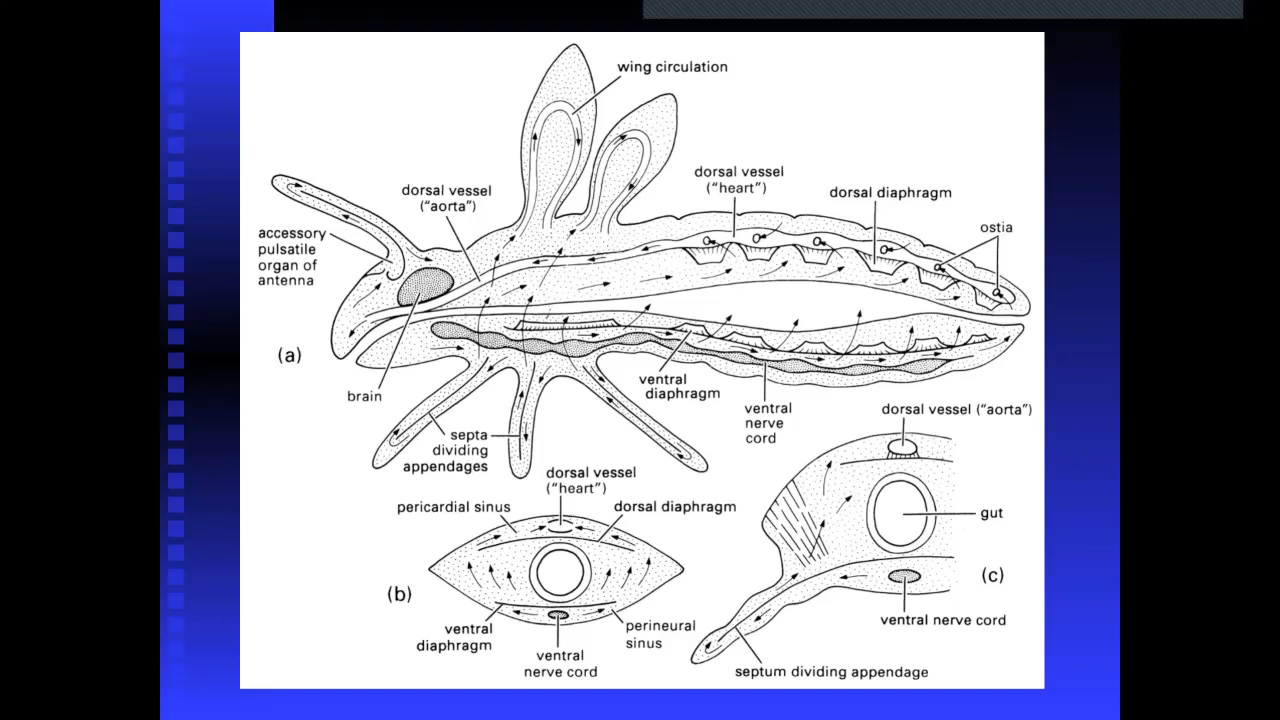 wing circulation
dorsal vessel
("heart")
dorsal vessel
("aorta")
dorsal diaphragm
ostia
accessory
pulsatile
organ of
antenna
(a)
brain
ventral
diaphragm
ventral
nerve
cord
septa
dividing
appendages
dorsal vessel ("aorta")
dorsal vessel
("heart")
pericardial sinus
dorsal diaphragm
gut
(b)
(c)
ventral
diaphragm
ventral
nerve cord
perineural
sinus
ventral nerve cord
septum dividing appendage